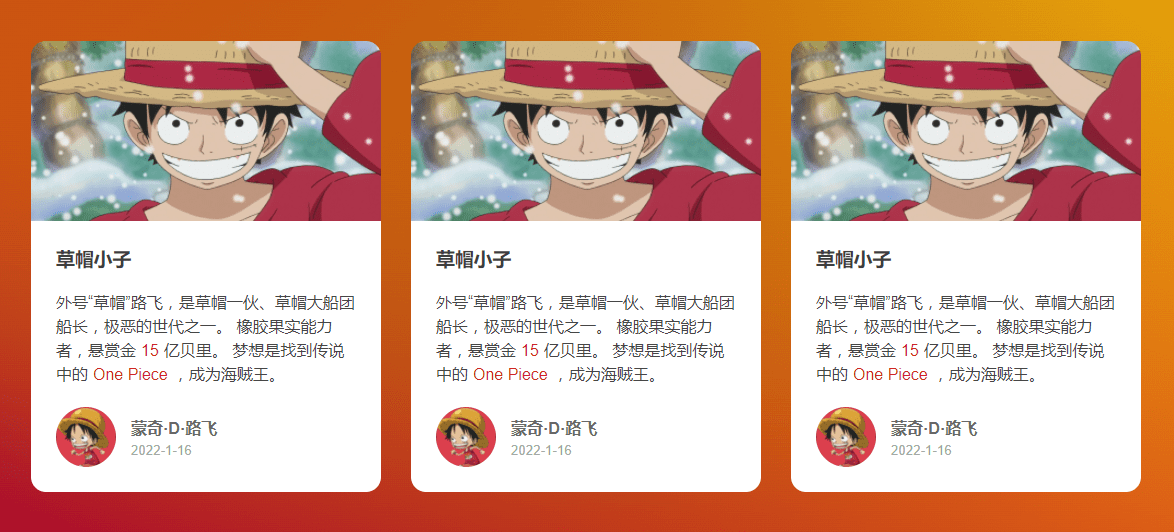 草帽小子
外号“草帽”路飞，是草帽一伙、草帽大船团
船长，极恶的世代之一。 橡胶果实能力
者，悬赏金 15 亿贝里。 梦想是找到传说
中的 One Piece ，成为海贼王。
蒙奇·D·路飞
2022-1-16
草帽小子
外号“草帽”路飞，是草帽一伙、草帽大船团
船长，极恶的世代之一。 橡胶果实能力
者，悬赏金 15 亿贝里。 梦想是找到传说
中的 One Piece ，成为海贼王。
蒙奇·D·路飞
2022-1-16
草帽小子
外号“草帽”路飞，是草帽一伙、草帽大船团
船长，极恶的世代之一。 橡胶果实能力
者，悬赏金 15 亿贝里。 梦想是找到传说
中的 One Piece ，成为海贼王。
蒙奇·D·路飞
2022-1-16